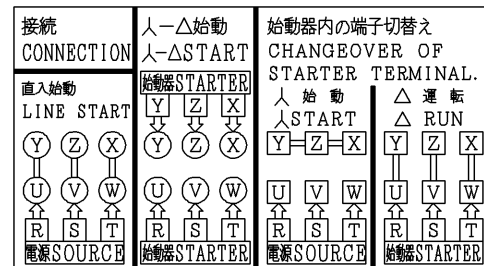 接続
CONNECTION
直入始動
LINE START
Y Z X
U V W
R S T
電源SOURCE
人－△始動
人－△START
始動器STARTER
Y Z X
Y Z X
U V W
R S T
始動器STARTER
始動器内の端子切替え
CHANGEOVER OF
STARTER TERMINAL.
人 始 動
人START
Y Z X
U V W
R S T
電源SOURCE
△ 運 転
△ RUN
Y Z X
U V W
R S T
始動器STARTER